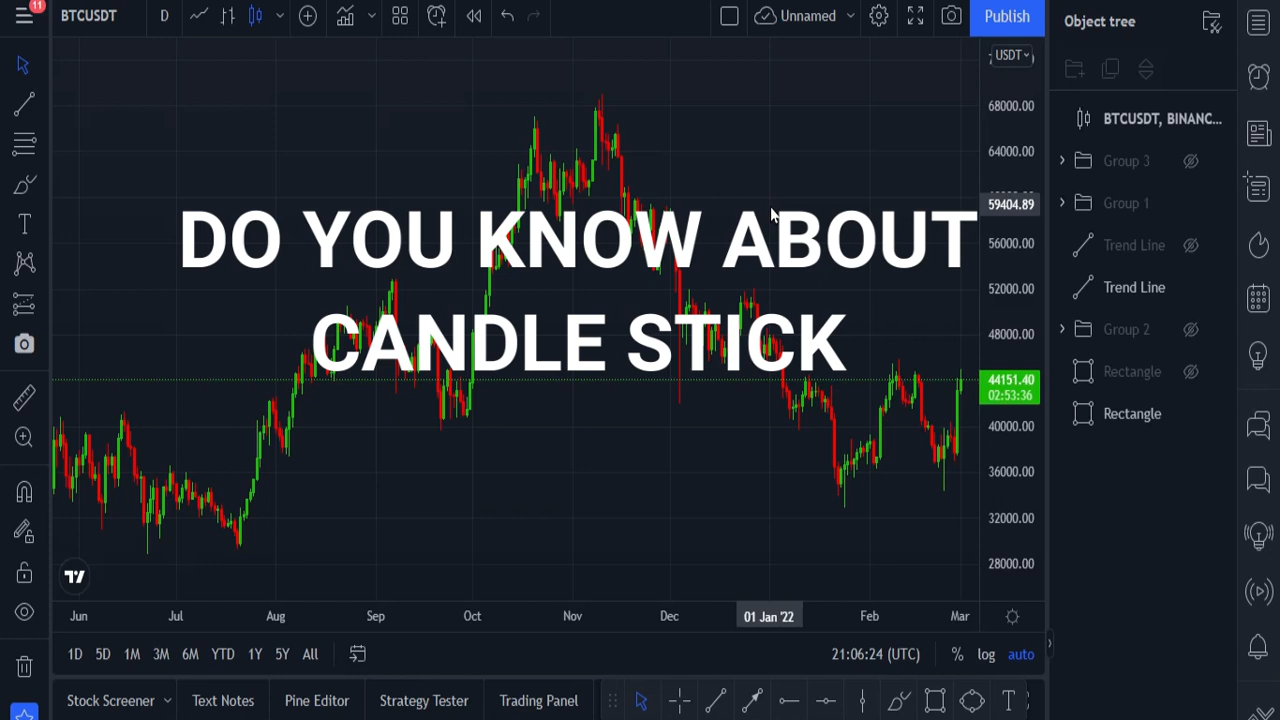 11
BTCUSDT
D
Unnamed
Publish
Object tree
USDT
68000.00
64000.00
59404.89
56000.00
52000.00
48000.00
44151.40
02:53:36
40000.00
36000.00
32000.00
28000.00
DO YOU KNOW ABOUT
CANDLE STICK
BTCUSDT, BINANC...
Group 3
Group 1
Trend Line
Trend Line
Group 2
Rectangle
Rectangle
Jun Jul Aug Sep Oct Nov Dec 01 Jan '22 Feb Mar
1D 5D 1M 3M 6M YTD 1Y 5Y All
21:06:24 (UTC) % log auto
Stock Screener Text Notes Pine Editor Strategy Tester Trading Panel